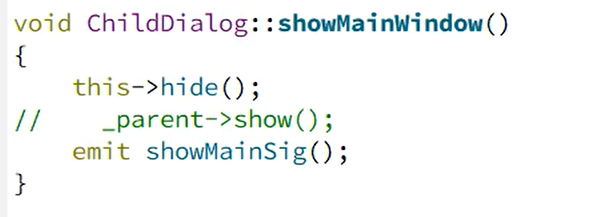 void ChildDialog::showMainWindow()
{
    this->hide();
//    _parent->show();
    emit showMainSig();
}